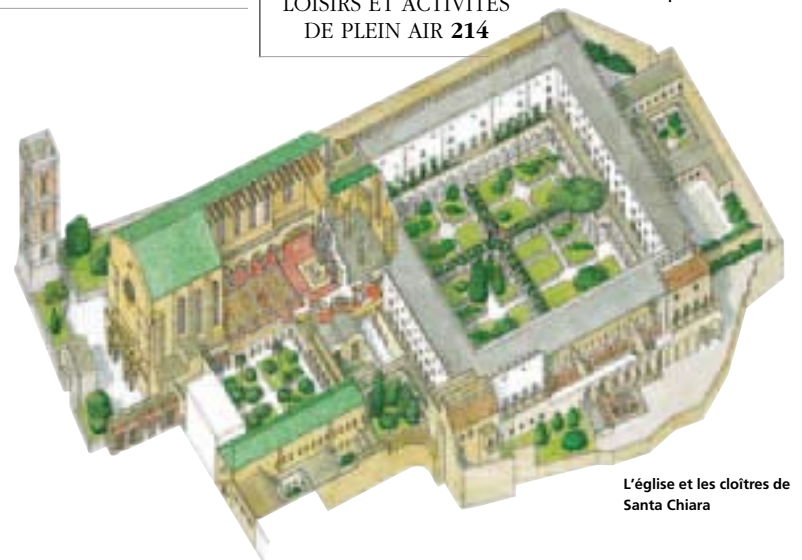 LOISIRS ET ACTIVITÉS
DE PLEIN AIR 214
L'église et les cloîtres de
Santa Chiara